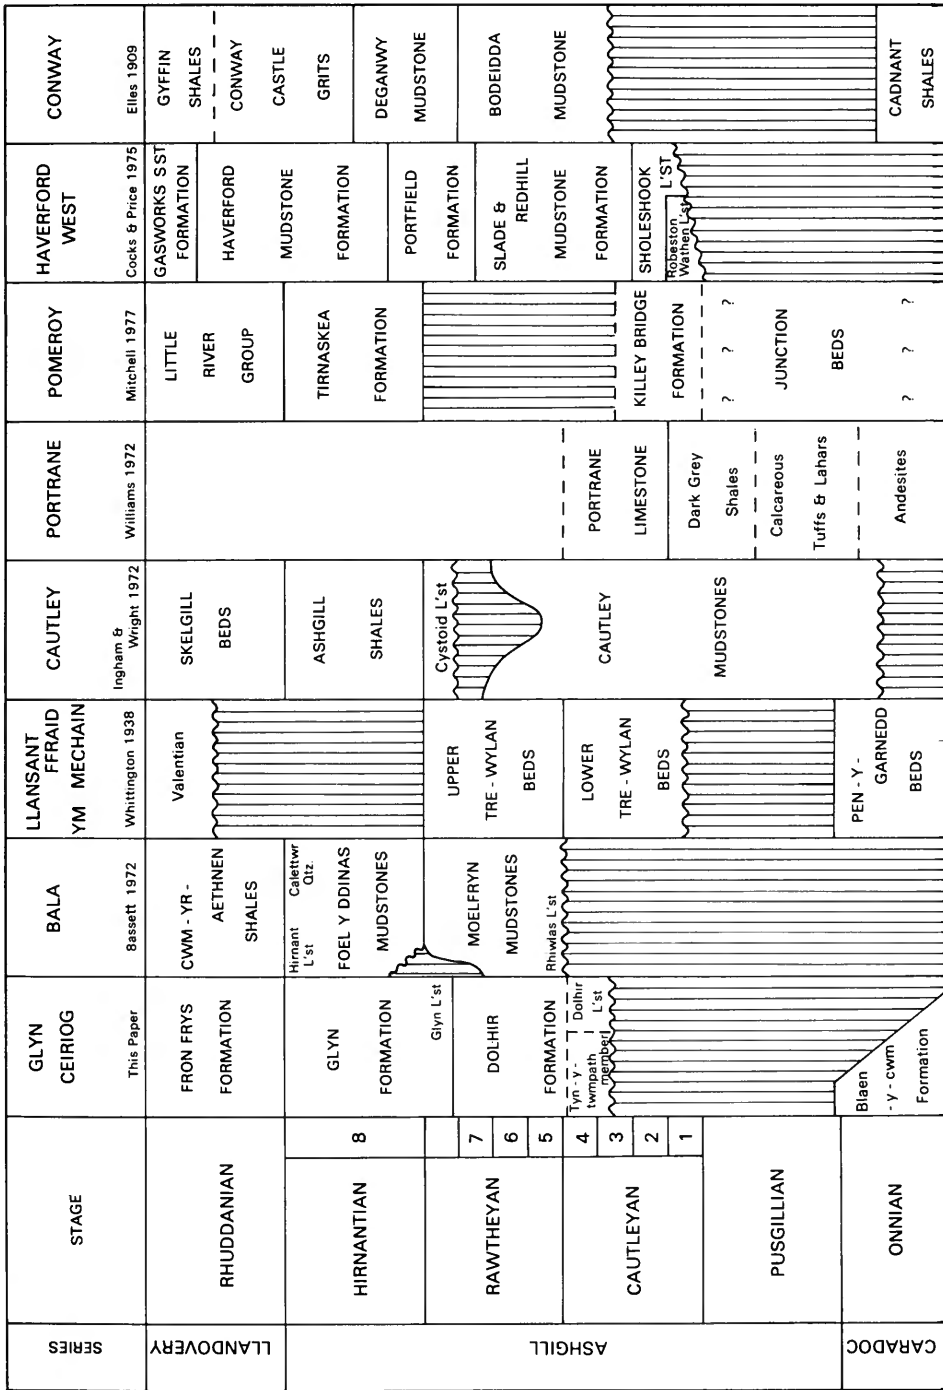 SERIES
STAGE
GLYN
CEIRIOG
This Paper
BALA
Bassett 1972
LLANSANT
FFRAID
YM MECHAIN
Whittington 1938
CAUTLEY
Ingham &
Wright 1972
PORTRANE
Williams 1972
POMEROY
Mitchell 1977
HAVERFORD
WEST
Cocks & Price 1975
CONWAY
Elles 1909
LLANDOVERY
ASHGILL
CARADOC
RHUDDANIAN
HIRNANTIAN
8
RAWTHEYAN
7
6
5
CAUTLEYAN
4
3
2
1
PUSGILLIAN
ONNIAN
FRON FRYS
FORMATION
GLYN
FORMATION
Glyn L'st
DOLHIR
FORMATION
Tyn - y -
twmpath
member
Dolhir
L'st
Blaen
- y - cwm
Formation
CWM - YR -
AETHNEN
SHALES
Hirnant
L'st
Calettwr
Qtz.
FOEL Y DDINAS
MUDSTONES
MOELFRYN
MUDSTONES
Rhiwlas L'st
Valentian
UPPER
TRE - WYLAN
BEDS
LOWER
TRE - WYLAN
BEDS
PEN - Y -
GARNEDD
BEDS
SKELGILL
BEDS
ASHGILL
SHALES
Cystoid L'st
CAUTLEY
MUDSTONES
PORTRANE
LIMESTONE
Dark Grey
Shales
Calcareous
Tuffs & Lahars
Andesites
LITTLE
RIVER
GROUP
TIRNASKEA
FORMATION
KILLEY BRIDGE
FORMATION
? ? ?
JUNCTION
BEDS
? ? ?
GASWORKS SST
FORMATION
HAVERFORD
MUDSTONE
FORMATION
PORTFIELD
FORMATION
SLADE &
REDHILL
MUDSTONE
FORMATION
SHOLESHOOK
L'ST
Robeston
Wathen L'st
GYFFIN
SHALES
CONWAY
CASTLE
GRITS
DEGANWY
MUDSTONE
BODEIDDA
MUDSTONE
CADNANT
SHALES